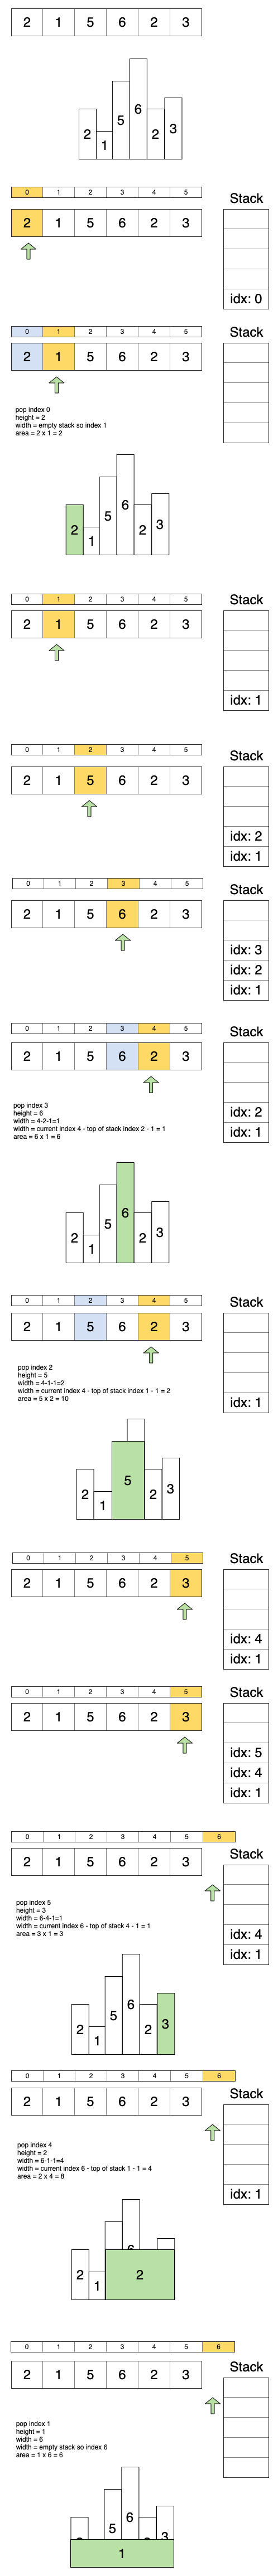 2 1 5 6 2 3
2 1 5 6 2 3
0 1 2 3 4 5
Stack
2 1 5 6 2 3
idx: 0
0 1 2 3 4 5
Stack
2 1 5 6 2 3
pop index 0
height = 2
width = empty stack so index 1
area = 2 x 1 = 2
2 1 5 6 2 3
0 1 2 3 4 5
Stack
2 1 5 6 2 3
idx: 1
0 1 2 3 4 5
Stack
2 1 5 6 2 3
idx: 2
idx: 1
0 1 2 3 4 5
Stack
2 1 5 6 2 3
idx: 3
idx: 2
idx: 1
0 1 2 3 4 5
Stack
2 1 5 6 2 3
idx: 2
idx: 1
pop index 3
height = 6
width = 4-2-1=1
width = current index 4 - top of stack index 2 - 1 = 1
area = 6 x 1 = 6
2 1 5 6 2 3
0 1 2 3 4 5
Stack
2 1 5 6 2 3
idx: 1
pop index 2
height = 5
width = 4-1-1=2
width = current index 4 - top of stack index 1 - 1 = 2
area = 5 x 2 = 10
2 1 5 2 3
0 1 2 3 4 5
Stack
2 1 5 6 2 3
idx: 4
idx: 1
0 1 2 3 4 5
Stack
2 1 5 6 2 3
idx: 5
idx: 4
idx: 1
0 1 2 3 4 5 6
Stack
2 1 5 6 2 3
idx: 4
idx: 1
pop index 5
height = 3
width = 6-4-1=1
width = current index 6 - top of stack 4 - 1 = 1
area = 3 x 1 = 3
2 1 5 6 2 3
0 1 2 3 4 5 6
Stack
2 1 5 6 2 3
idx: 1
pop index 4
height = 2
width = 6-1-1=4
width = current index 6 - top of stack 1 - 1 = 4
area = 2 x 4 = 8
2 1 6 2
0 1 2 3 4 5 6
Stack
2 1 5 6 2 3
pop index 1
height = 1
width = 6
width = empty stack so index 6
area = 1 x 6 = 6
5 6 3
1